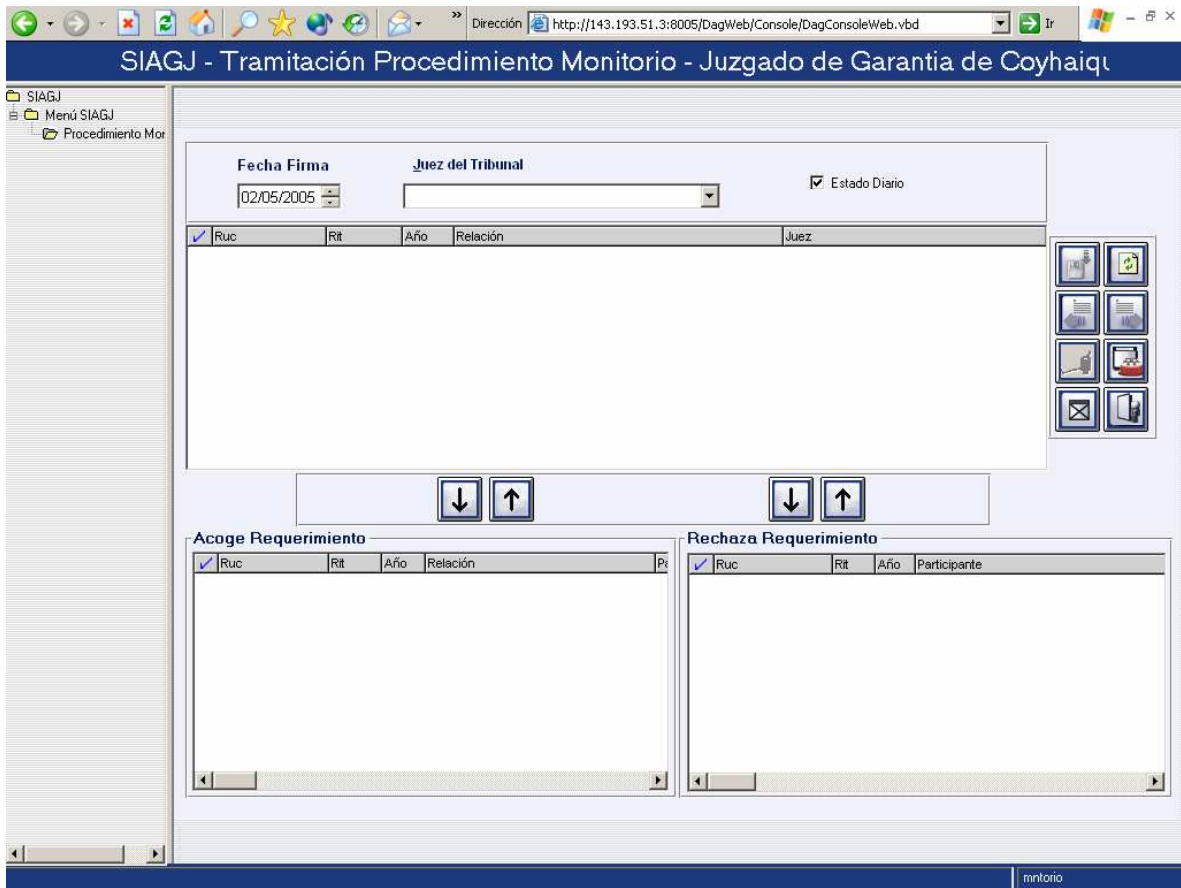 » Dirección http://143.193.51.3:8005/DagWeb/Console/DagConsoleWeb.vbd Ir
SIAGJ - Tramitación Procedimiento Monitorio - Juzgado de Garantia de Coyhaiqu
SIAGJ
Menú SIAGJ
Procedimiento Mor
Fecha Firma
Juez del Tribunal
02/05/2005
Estado Diario
Ruc Rit Año Relación Juez
Acoge Requerimiento
Ruc Rit Año Relación Pa
Rechaza Requerimiento
Ruc Rit Año Participante
mntorio